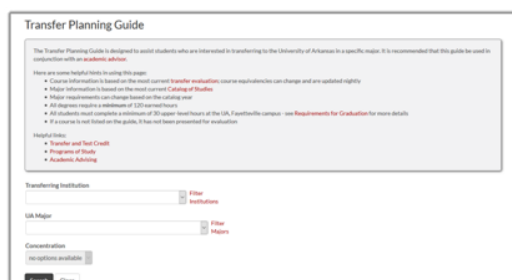 Transfer Planning Guide
The Transfer Planning Guide is designed to assist students who are interested in transferring to the University of Arkansas in a specific major. It is recommended that this guide be used in
conjunction with an academic advisor.
Here are some helpful hints in using this page:
Course information is based on the most current transfer evaluation; course equivalencies can change and are updated nightly
Major information is based on the most current Catalog of Studies
Major requirements can change based on the catalog year
All degrees require a minimum of 120 earned hours
All students must complete a minimum of 30 upper-level hours at the UA, Fayetteville campus - see Requirements for Graduation for more details
If a course is not listed on the guide, it has not been presented for evaluation
Helpful links:
Transfer and Test Credit
Programs of Study
Academic Advising
Transferring Institution
Filter
Institutions
UA Major
Filter
Majors
Concentration
no options available